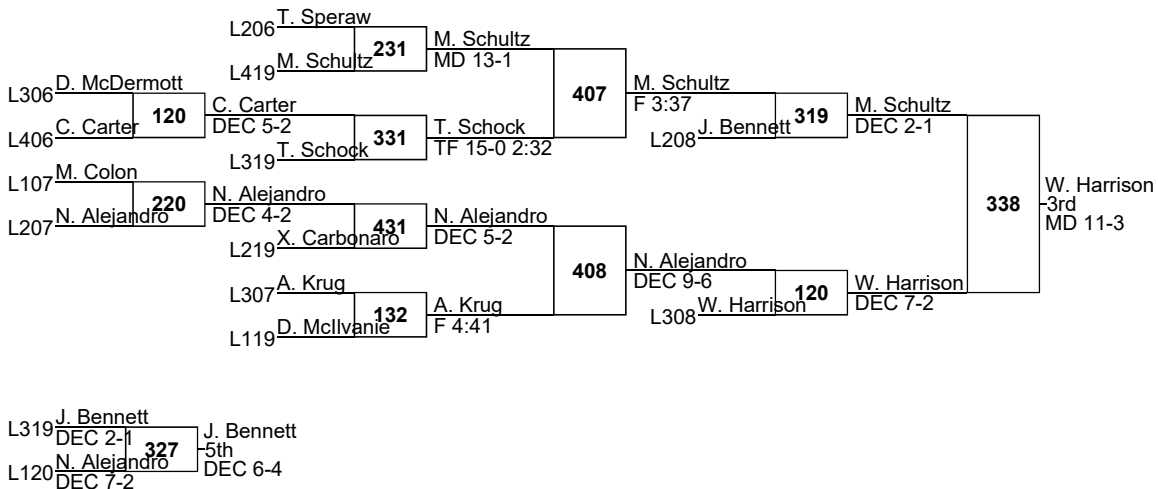 L206 T. Speraw
231
M. Schultz
MD 13-1
L419 M. Schultz
407
M. Schultz
F 3:37
L306 D. McDermott
120
C. Carter
DEC 5-2
L406 C. Carter
331
T. Schock
TF 15-0 2:32
L319 T. Schock
L208 J. Bennett
319
M. Schultz
DEC 2-1
L107 M. Colon
220
N. Alejandro
DEC 4-2
L207 N. Alejandro
431
N. Alejandro
DEC 5-2
L219 X. Carbonaro
408
N. Alejandro
DEC 9-6
L307 A. Krug
132
A. Krug
F 4:41
L119 D. McIlvanie
L308 W. Harrison
120
W. Harrison
DEC 7-2
338
W. Harrison
3rd
MD 11-3
L319 J. Bennett
DEC 2-1
327
J. Bennett
5th
DEC 6-4
L120 N. Alejandro
DEC 7-2